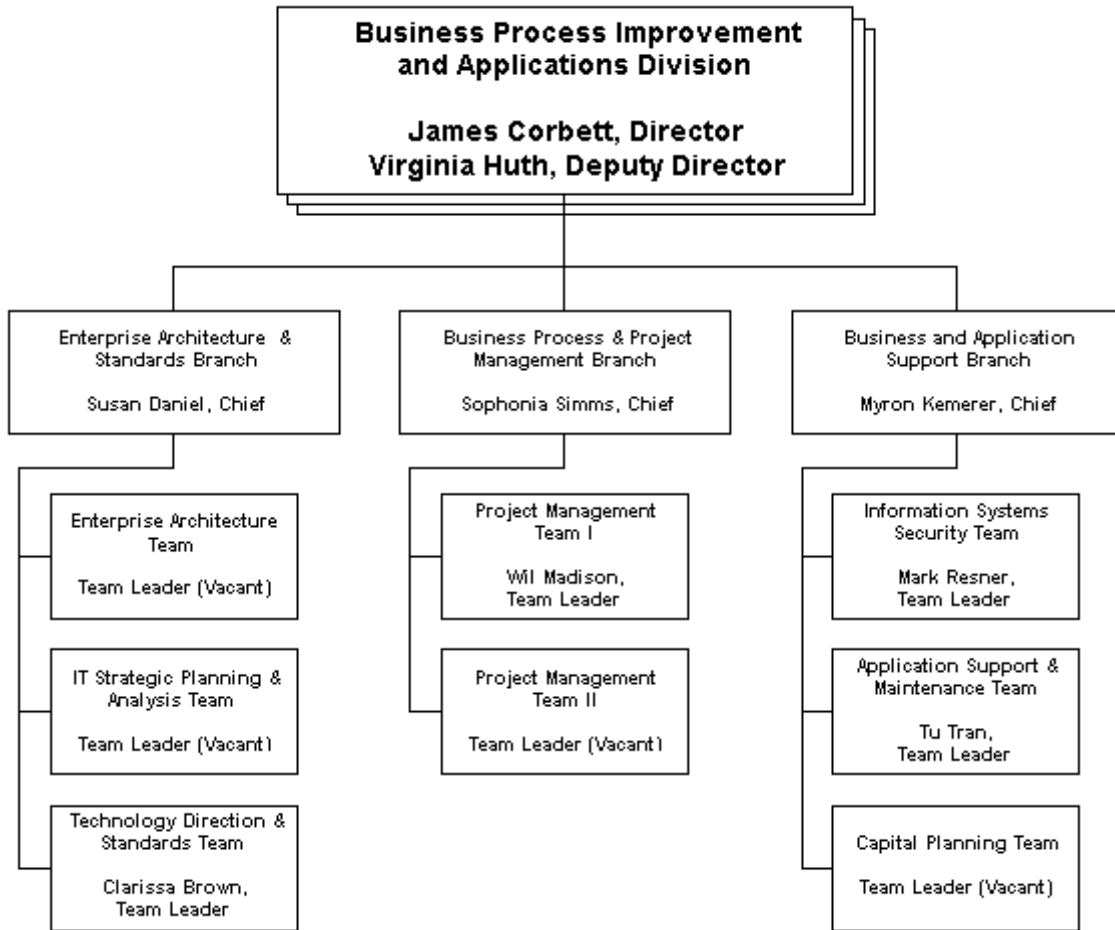 Business Process Improvement
and Applications Division
James Corbett, Director
Virginia Huth, Deputy Director
Enterprise Architecture &
Standards Branch
Susan Daniel, Chief
Business Process & Project
Management Branch
Sophonia Simms, Chief
Business and Application
Support Branch
Myron Kemerer, Chief
Enterprise Architecture
Team
Team Leader (Vacant)
IT Strategic Planning &
Analysis Team
Team Leader (Vacant)
Technology Direction &
Standards Team
Clarissa Brown,
Team Leader
Project Management
Team I
Wil Madison,
Team Leader
Project Management
Team II
Team Leader (Vacant)
Information Systems
Security Team
Mark Resner,
Team Leader
Application Support &
Maintenance Team
Tu Tran,
Team Leader
Capital Planning Team
Team Leader (Vacant)